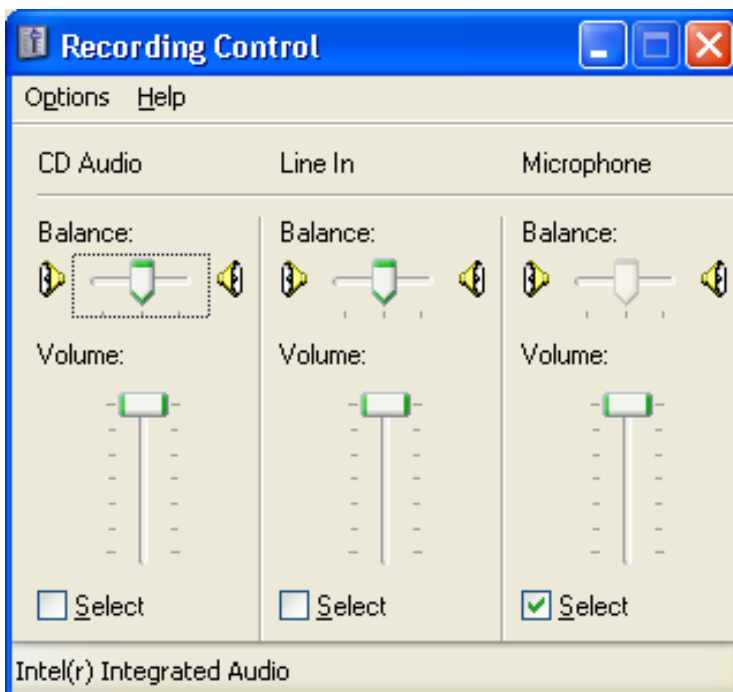 Recording Control
Options Help
CD Audio Line In Microphone
Balance: Balance: Balance:
Volume: Volume: Volume:
Select Select Select
Intel(r) Integrated Audio